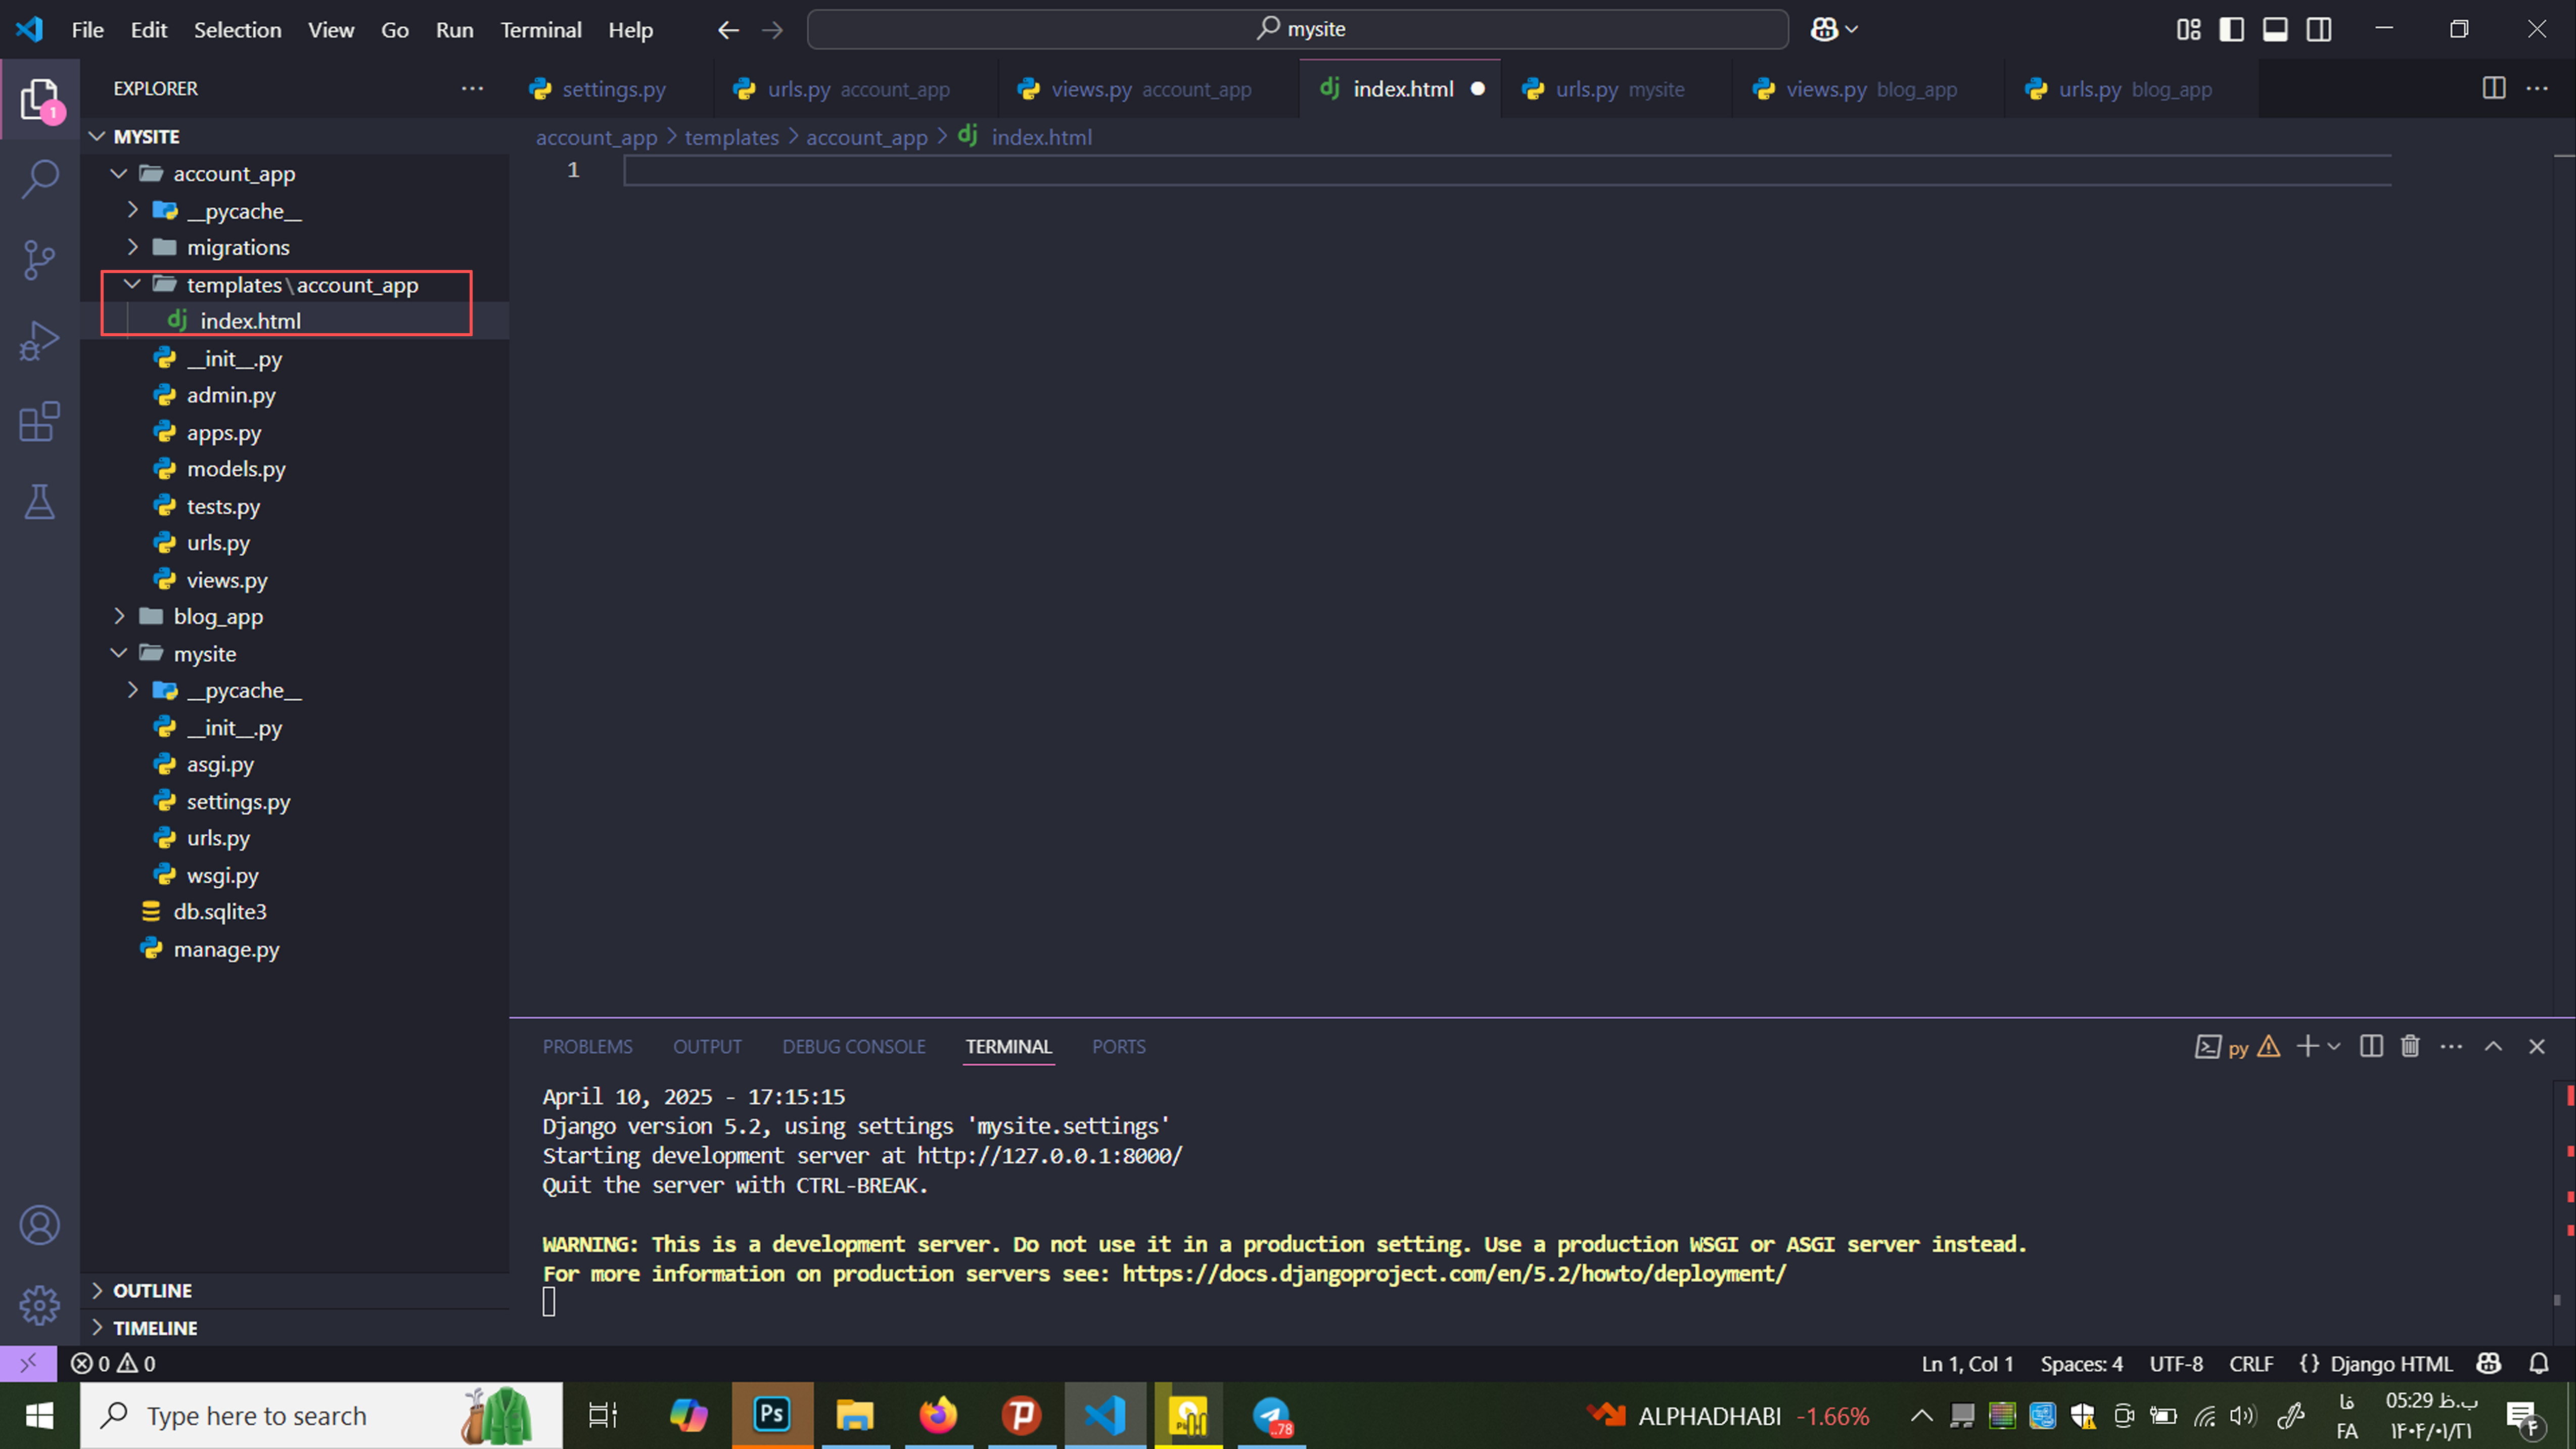 File Edit Selection View Go Run Terminal Help mysite
EXPLORER
settings.py urls.py account_app views.py account_app index.html urls.py mysite views.py blog_app urls.py blog_app
1
account_app > templates > account_app > index.html
1
MYSITE
account_app
__pycache__
migrations
templates\account_app
index.html
__init__.py
admin.py
apps.py
models.py
tests.py
urls.py
views.py
blog_app
mysite
__pycache__
__init__.py
asgi.py
settings.py
urls.py
wsgi.py
db.sqlite3
manage.py
OUTLINE
TIMELINE
PROBLEMS OUTPUT DEBUG CONSOLE TERMINAL PORTS
py
April 10, 2025 - 17:15:15
Django version 5.2, using settings 'mysite.settings'
Starting development server at http://127.0.0.1:8000/
Quit the server with CTRL-BREAK.
WARNING: This is a development server. Do not use it in a production setting. Use a production WSGI or ASGI server instead.
For more information on production servers see: https://docs.djangoproject.com/en/5.2/howto/deployment/
0 0
Ln 1, Col 1 Spaces: 4 UTF-8 CRLF {} Django HTML
Type here to search
Ps
..78
ALPHADHABI -1.66%
فا
FA
05:29 ب.ظ
۱۴۰۴/۰۱/۲۱
۴